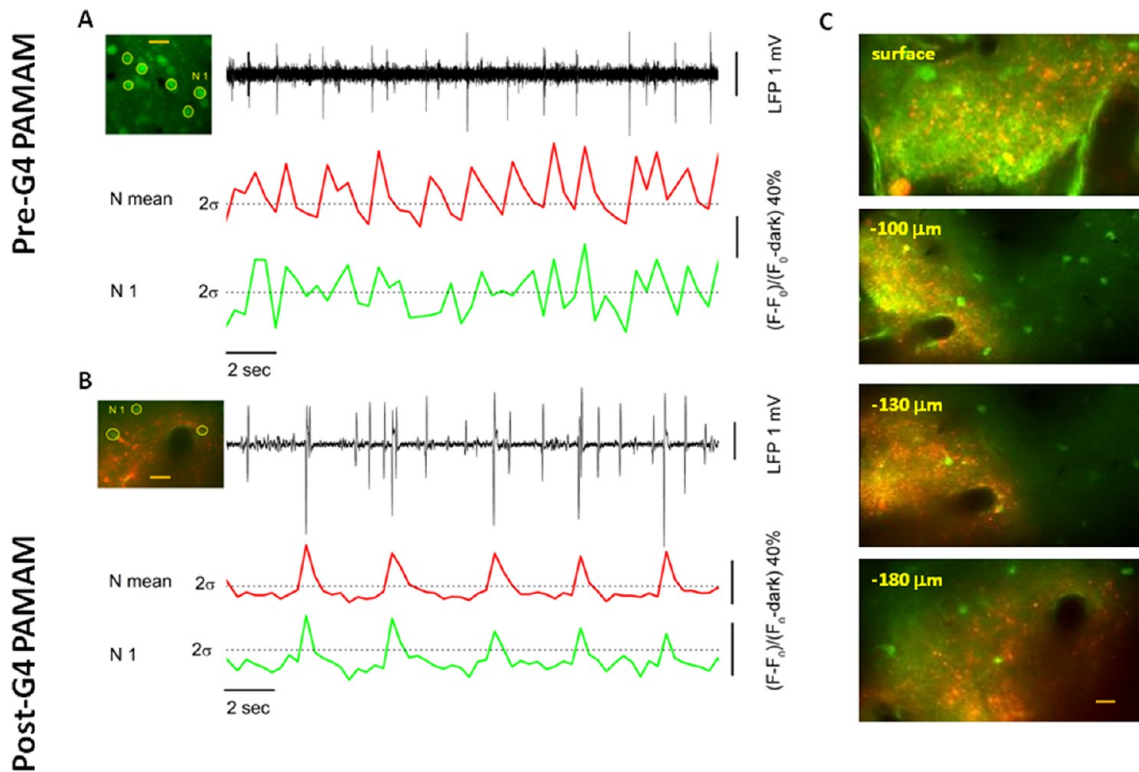 Pre-G4 PAMAM
A
N 1
LFP 1 mV
N mean
2σ
N 1
2σ
(F-F₀)/(F₀-dark) 40%
2 sec
Post-G4 PAMAM
B
N 1
LFP 1 mV
N mean
2σ
N 1
2σ
(F-Fₙ)/(Fₙ-dark) 40%
2 sec
C
surface
-100 µm
-130 µm
-180 µm